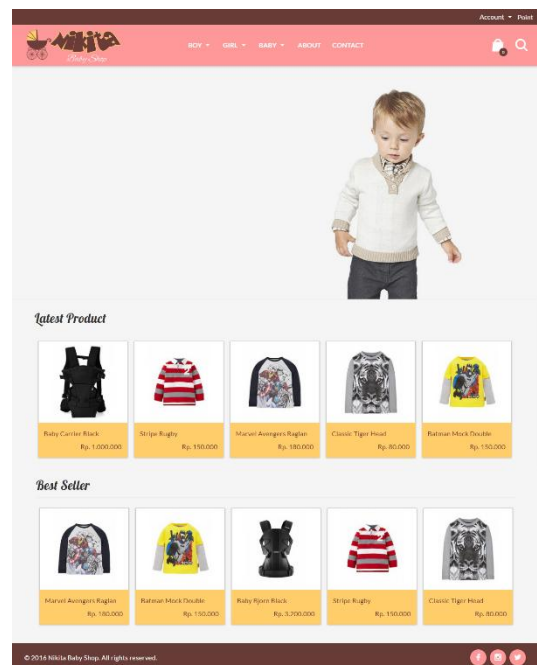 Account Point
Nikita
Baby Shop
BOY GIRL BABY ABOUT CONTACT
0
Latest Product
Baby Carrier Black
Rp. 1.000.000
Stripe Rugby
Rp. 150.000
Marvel Avengers Raglan
Rp. 180.000
Classic Tiger Head
Rp. 80.000
Batman Mock Double
Rp. 150.000
Best Seller
Marvel Avengers Raglan
Rp. 180.000
Batman Mock Double
Rp. 150.000
Baby Bjorn Black
Rp. 3.200.000
Stripe Rugby
Rp. 150.000
Classic Tiger Head
Rp. 80.000
© 2016 Nikita Baby Shop. All rights reserved.